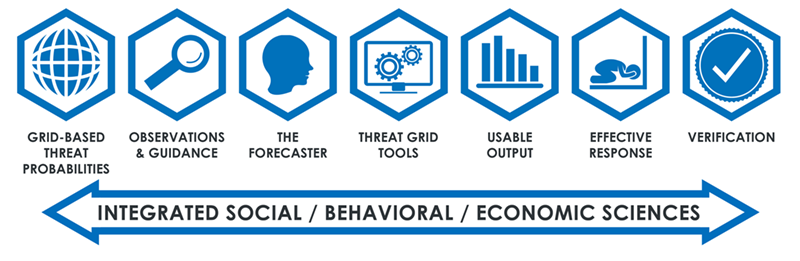 GRID-BASED
THREAT
PROBABILITIES
OBSERVATIONS
& GUIDANCE
THE
FORECASTER
THREAT GRID
TOOLS
USABLE
OUTPUT
EFFECTIVE
RESPONSE
VERIFICATION
INTEGRATED SOCIAL / BEHAVIORAL / ECONOMIC SCIENCES